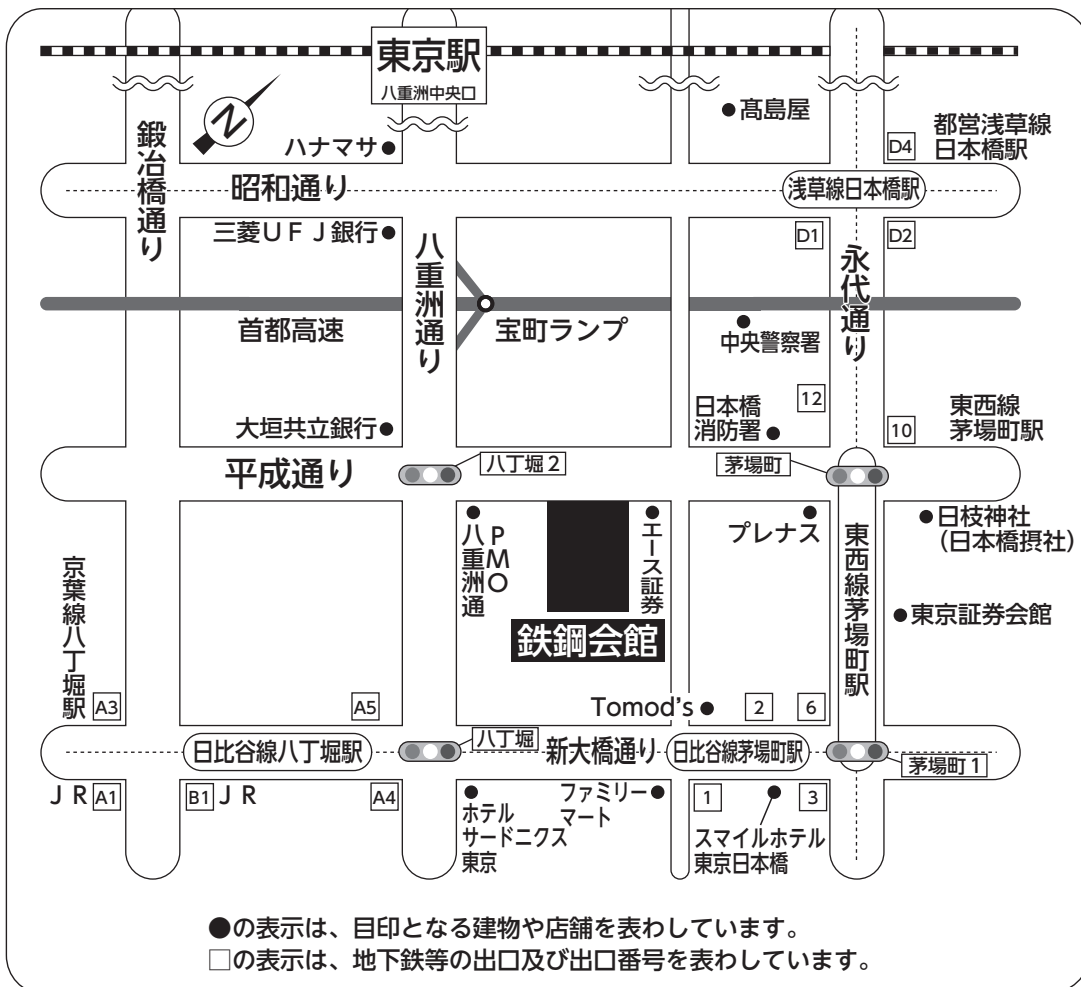 東京駅
八重洲中央口
N
鍛冶橋通り
ハナマサ
髙島屋
都営浅草線
日本橋駅
D4
昭和通り
浅草線日本橋駅
三菱UFJ銀行
八重洲通り
D1
D2
永代通り
首都高速
宝町ランプ
中央警察署
12
大垣共立銀行
日本橋
消防署
10
東西線
茅場町駅
平成通り
八丁堀2
茅場町
PMO
八重洲通
エース証券
プレナス
日枝神社
(日本橋摂社)
東西線茅場町駅
鉄鋼会館
東京証券会館
京葉線八丁堀駅
A3
A5
Tomod's
2
6
日比谷線八丁堀駅
八丁堀
新大橋通り
日比谷線茅場町駅
茅場町1
JR
A1
B1
JR
A4
ホテル
サードニクス
東京
ファミリー
マート
1
3
スマイルホテル
東京日本橋
●の表示は、目印となる建物や店舗を表わしています。
□の表示は、地下鉄等の出口及び出口番号を表わしています。